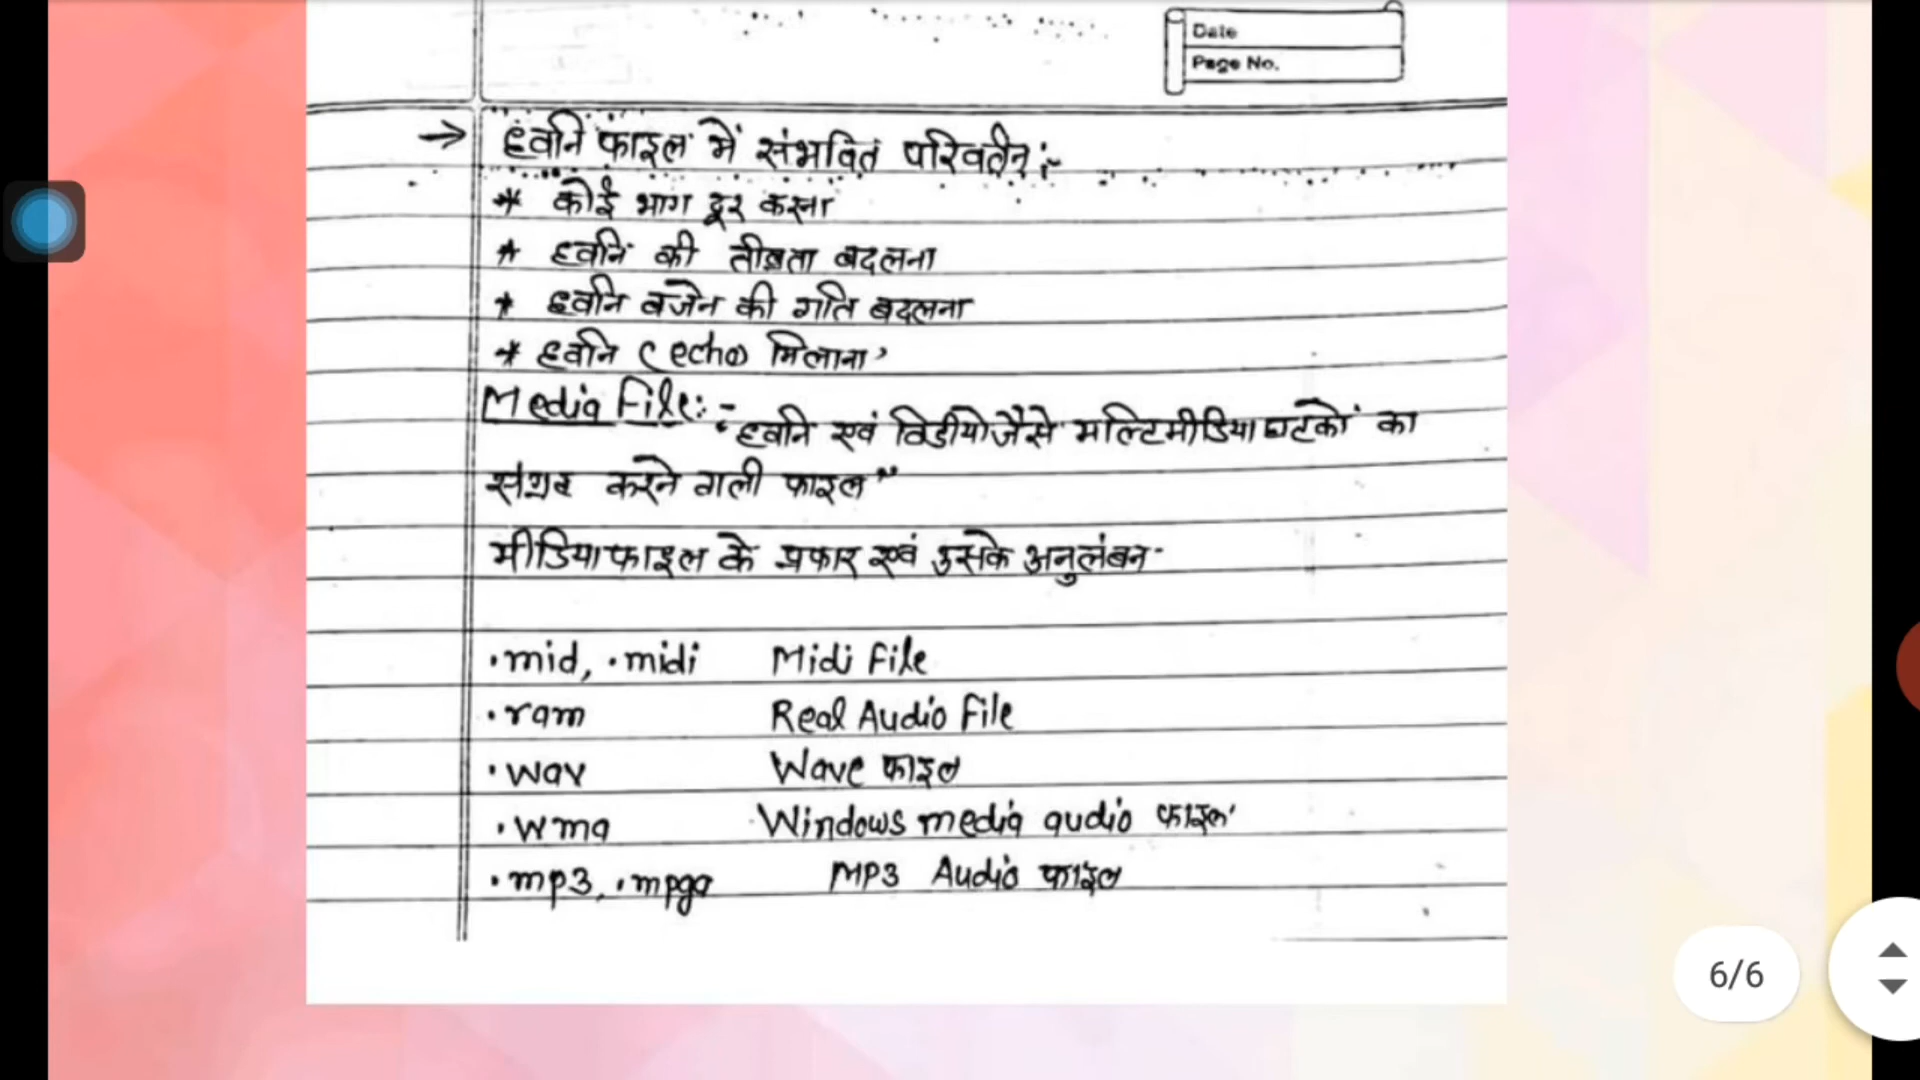 Date
Page No.
→ ध्वनि फाइल में संभवित परिवर्तन :-
* कोई भाग दूर करना
* ध्वनि की तीव्रता बदलना
* ध्वनि बजेन की गति बदलना
* ध्वनि (echo) मिलाना
Media File:- ध्वनि एवं विडीयो जैसे मल्टिमीडिया घटकों का
संग्रह करने वाली फाइल"
मीडिया फाइल के प्रकार एवं उसके अनुलंबन-
.mid, .midi Midi File
.ram Real Audio File
.wav Wave फाइल
.wma Windows media audio फाइल
.mp3, .mpga MP3 Audio फाइल
6/6